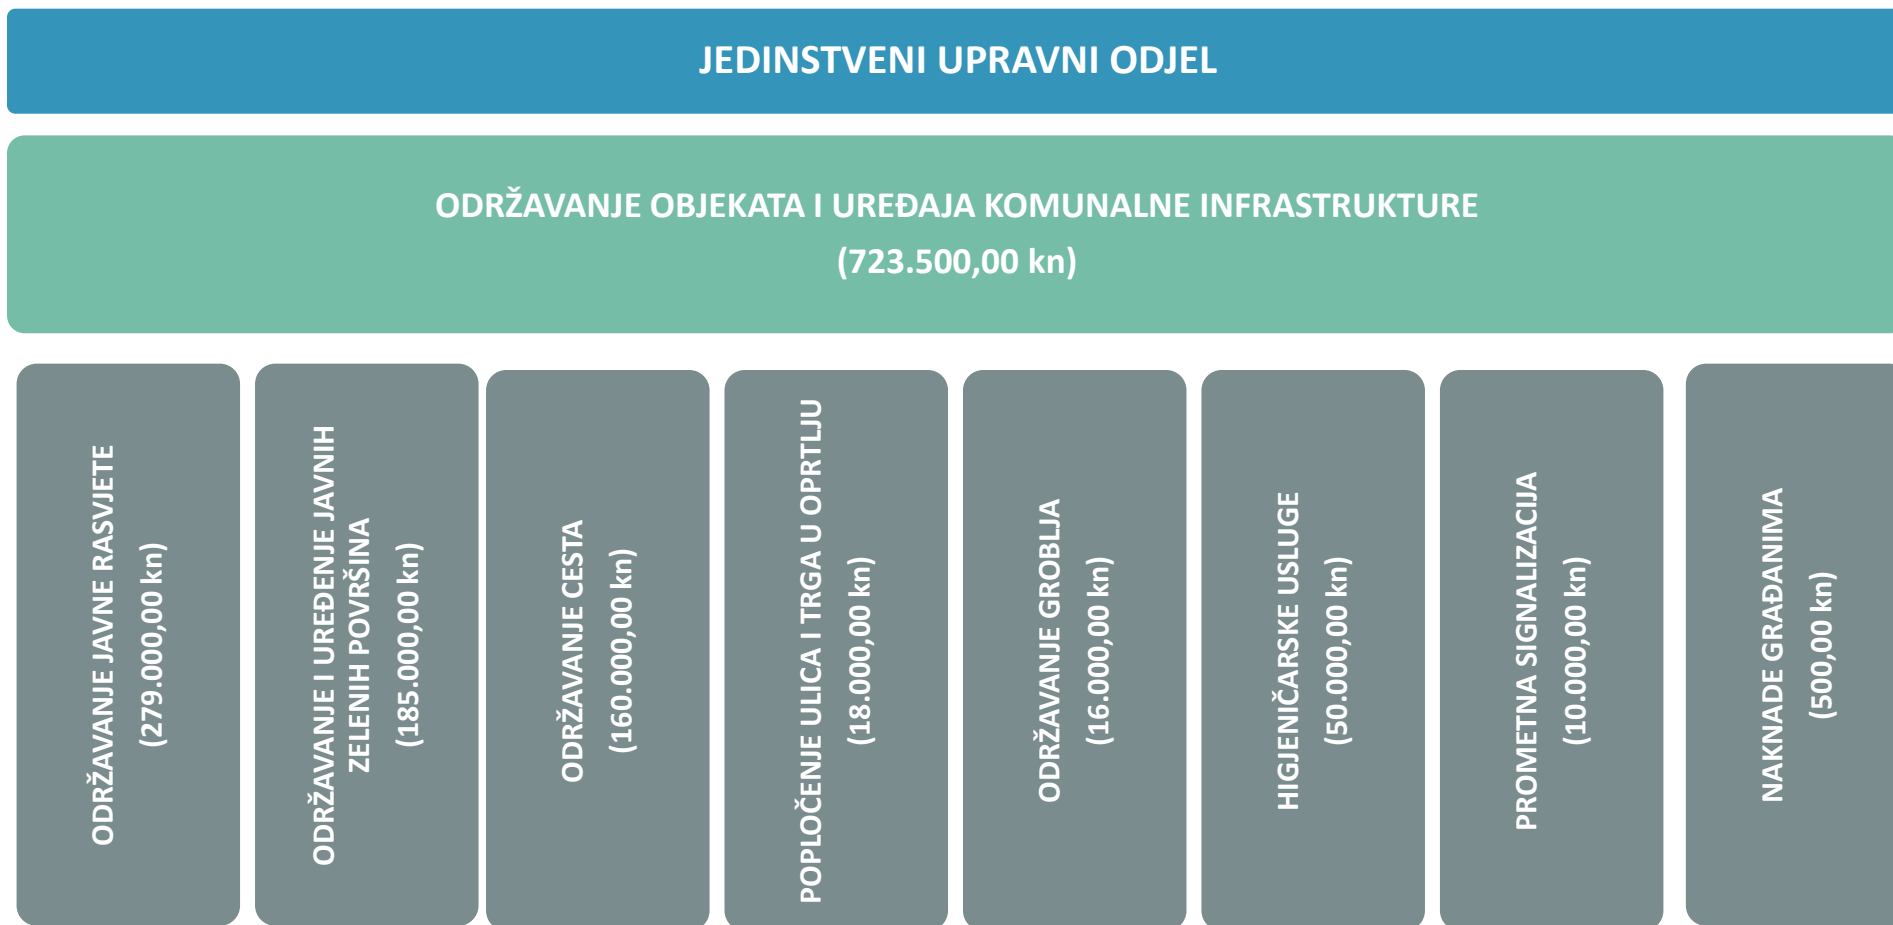 JEDINSTVENI UPRAVNI ODJEL
ODRŽAVANJE OBJEKATA I UREĐAJA KOMUNALNE INFRASTRUKTURE
(723.500,00 kn)
ODRŽAVANJE JAVNE RASVJETE
(279.000,00 kn)
ODRŽAVANJE I UREĐENJE JAVNIH
ZELENIH POVRŠINA
(185.000,00 kn)
ODRŽAVANJE CESTA
(160.000,00 kn)
POPLOČENJE ULICA I TRGA U OPRTLJU
(18.000,00 kn)
ODRŽAVANJE GROBLJA
(16.000,00 kn)
HIGJENIČARSKE USLUGE
(50.000,00 kn)
PROMETNA SIGNALIZACIJA
(10.000,00 kn)
NAKNADE GRAĐANIMA
(500,00 kn)